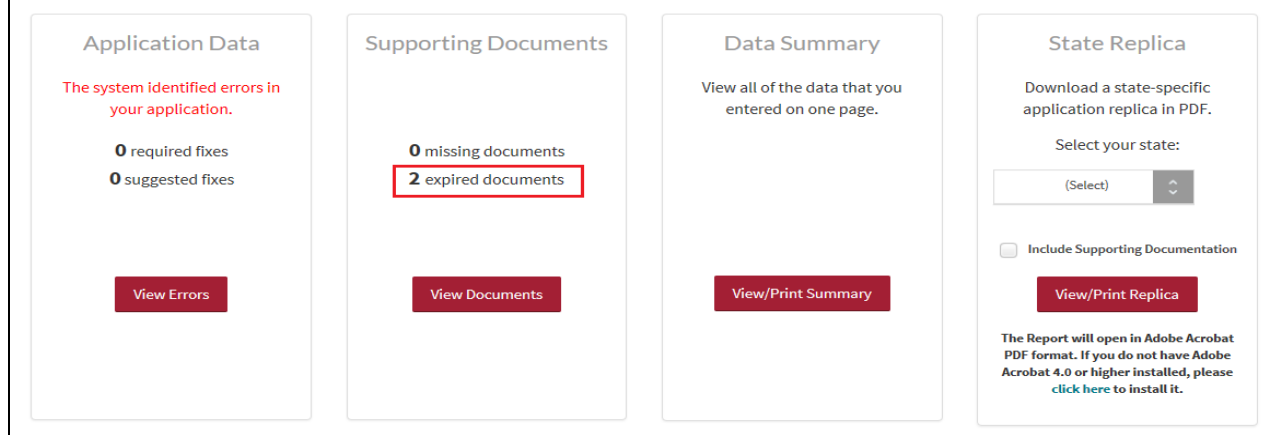 Application Data
The system identified errors in
your application.
0 required fixes
0 suggested fixes
View Errors
Supporting Documents
0 missing documents
2 expired documents
View Documents
Data Summary
View all of the data that you
entered on one page.
View/Print Summary
State Replica
Download a state-specific
application replica in PDF.
Select your state:
(Select)
Include Supporting Documentation
View/Print Replica
The Report will open in Adobe Acrobat
PDF format. If you do not have Adobe
Acrobat 4.0 or higher installed, please
click here to install it.